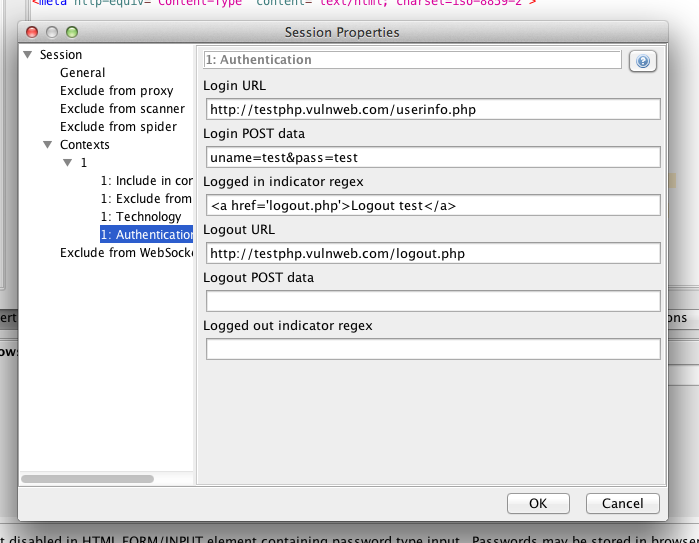 <meta http-equiv="Content-Type" content="text/html; charset=iso-8859-2">
Session Properties
Session
General
Exclude from proxy
Exclude from scanner
Exclude from spider
Contexts
1
1: Include in con
1: Exclude from
1: Technology
1: Authentication
Exclude from WebSocke
1: Authentication
Login URL
http://testphp.vulnweb.com/userinfo.php
Login POST data
uname=test&pass=test
Logged in indicator regex
<a href='logout.php'>Logout test</a>
Logout URL
http://testphp.vulnweb.com/logout.php
Logout POST data
Logged out indicator regex
ert
ons
ows
OK
Cancel
t disabled in HTML FORM/INPUT element containing password type input. Passwords may be stored in browser